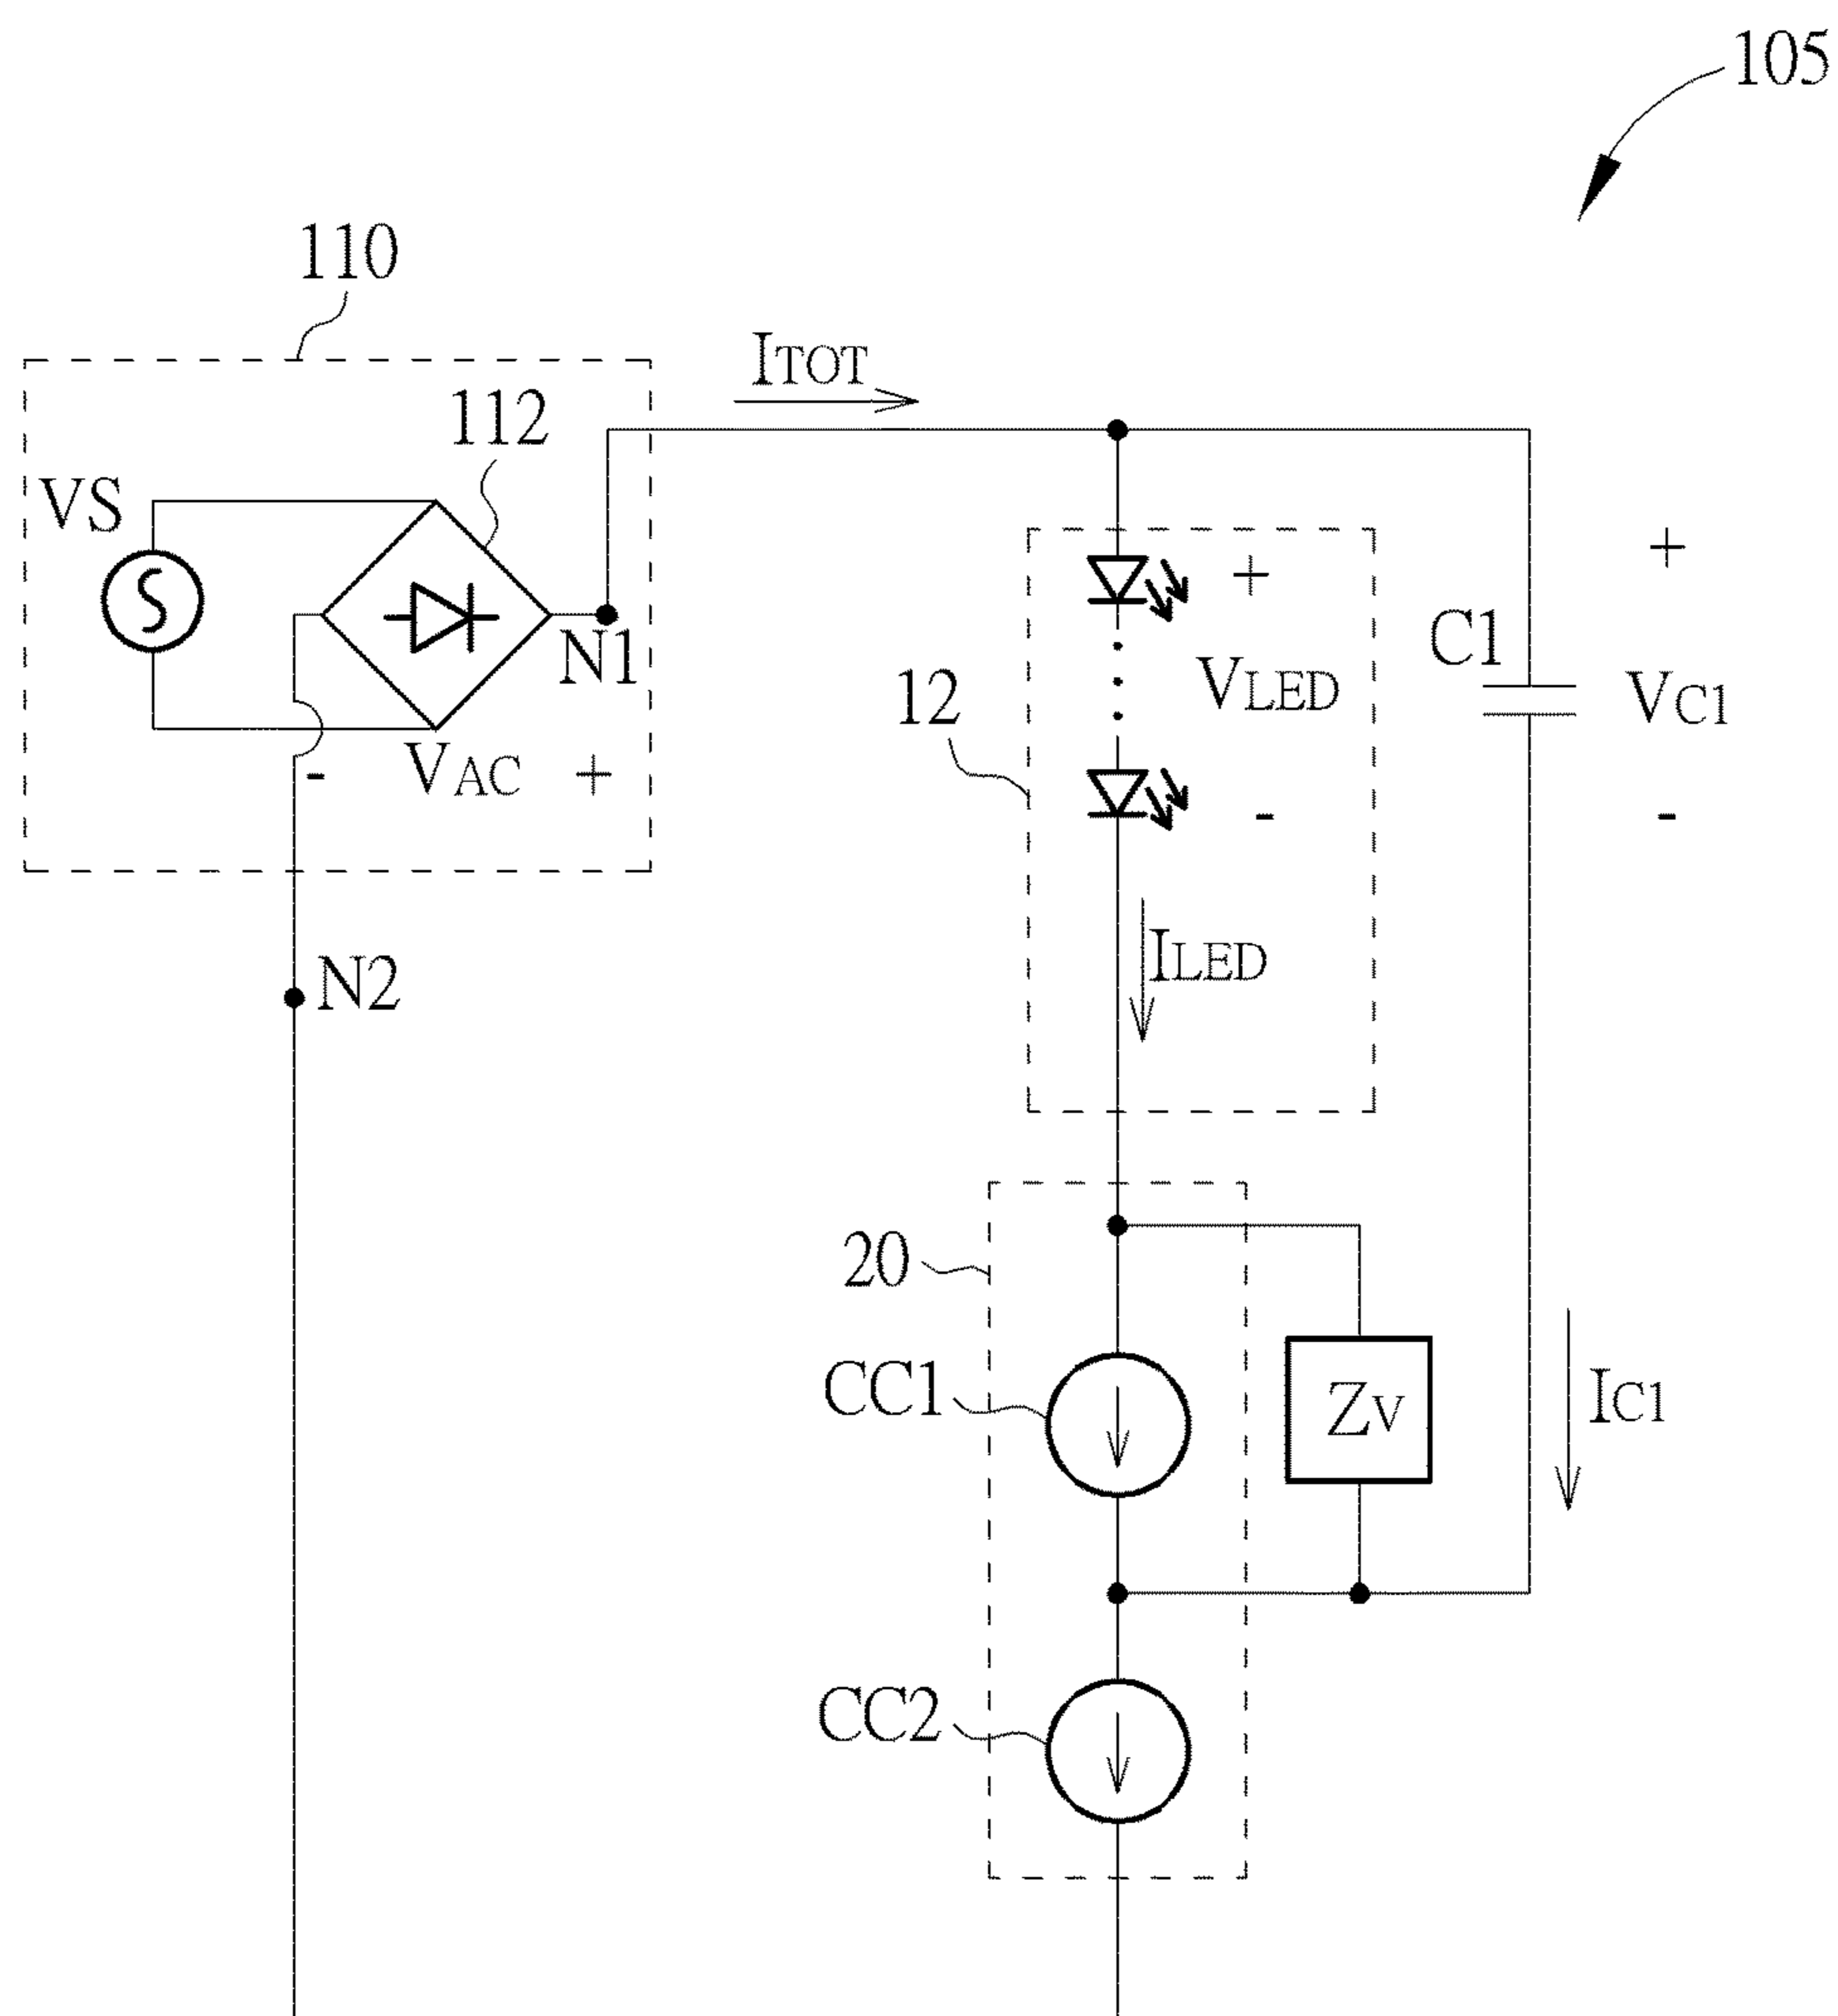 105
110
ITOT
112
VS
N1
C1
+
+
VLED
VC1
12
-
VAC
+
-
-
ILED
N2
20
CC1
ZV
IC1
CC2